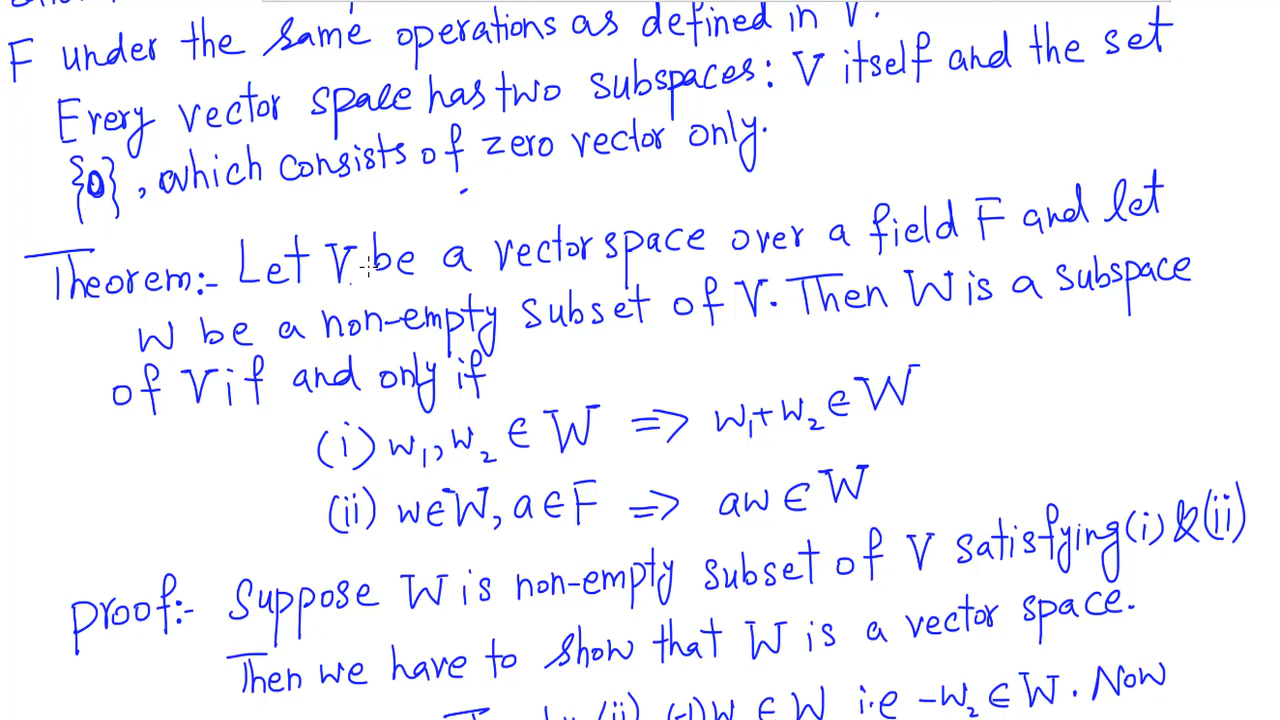 F under the same operations as defined in V.
Every vector space has two subspaces: V itself and the set
{0}, which consists of zero vector only.
Theorem:- Let V be a vector space over a field F and let
W be a non-empty subset of V. Then W is a subspace
of V if and only if
(i) w₁, w₂ ∈ W => w₁+w₂ ∈ W
(ii) w∈W, a∈F => aw ∈ W
Proof:- Suppose W is non-empty subset of V satisfying (i) & (ii)
Then we have to show that W is a vector space.
by (ii) (-1)w ∈ W i.e -w₂ ∈ W. Now